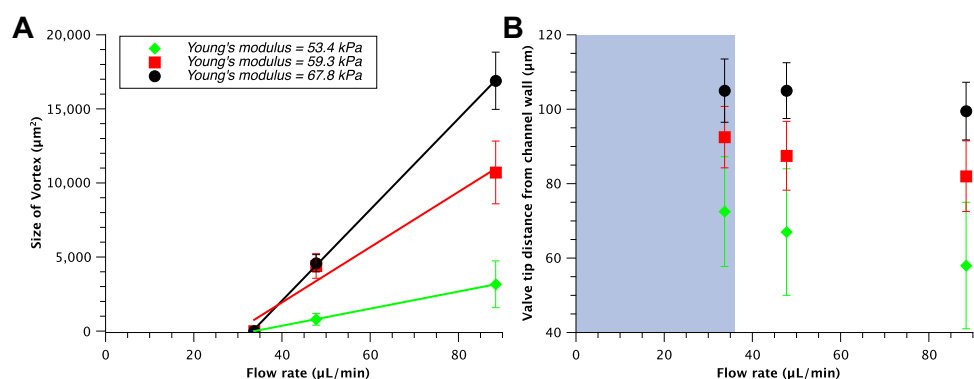 A
Size of Vortex (µm²)
20,000
15,000
10,000
5,000
0
Young's modulus = 53.4 kPa
Young's modulus = 59.3 kPa
Young's modulus = 67.8 kPa
0 20 40 60 80
Flow rate (µL/min)
B
Valve tip distance from channel wall (µm)
120
100
80
60
40
0 20 40 60 80
Flow rate (µL/min)